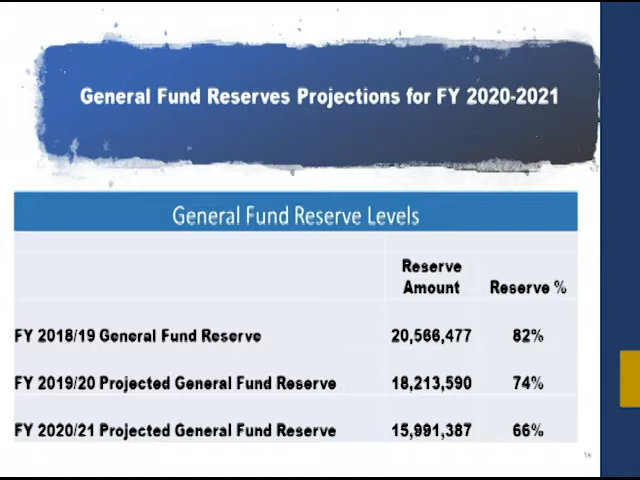 General Fund Reserves Projections for FY 2020-2021
General Fund Reserve Levels
Reserve Amount Reserve %
FY 2018/19 General Fund Reserve 20,566,477 82%
FY 2019/20 Projected General Fund Reserve 18,213,590 74%
FY 2020/21 Projected General Fund Reserve 15,991,387 66%